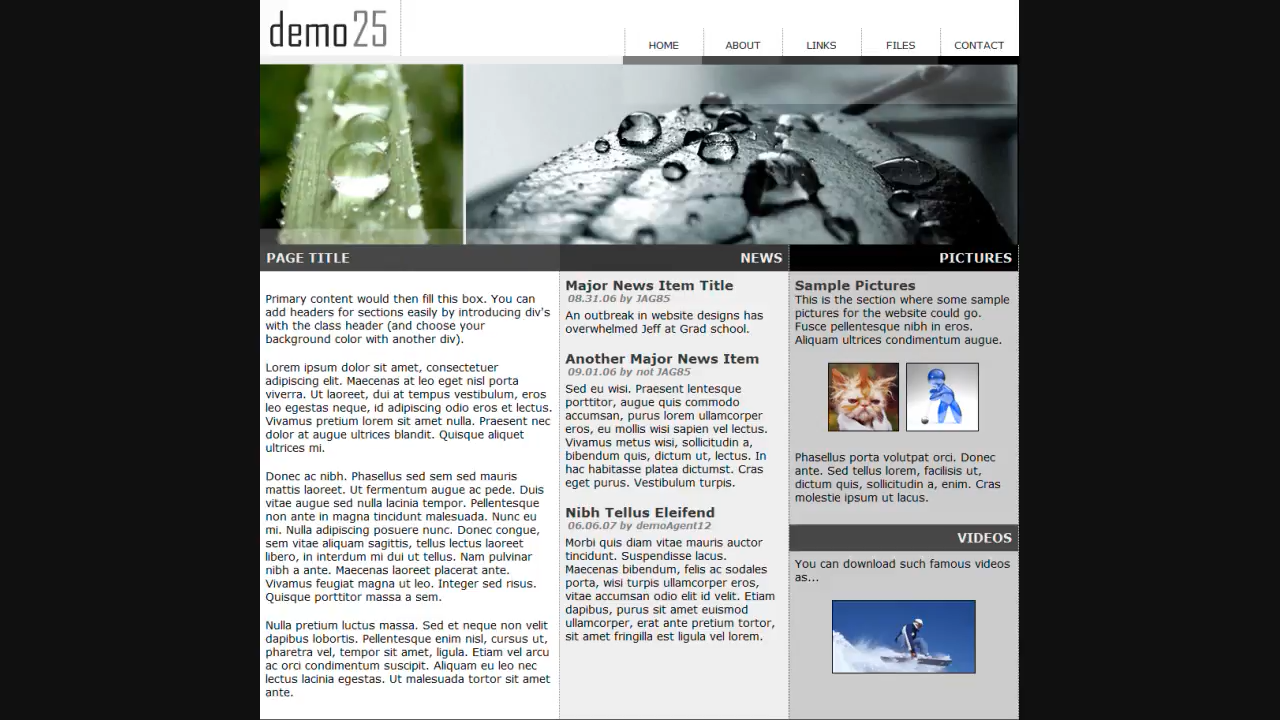 demo25
HOME
ABOUT
LINKS
FILES
CONTACT
PAGE TITLE
Primary content would then fill this box. You can
add headers for sections easily by introducing div's
with the class header (and choose your
background color with another div).
Lorem ipsum dolor sit amet, consectetuer
adipiscing elit. Maecenas at leo eget nisl porta
viverra. Ut laoreet, dui at tempus vestibulum, eros
leo egestas neque, id adipiscing odio eros et lectus.
Vivamus pretium lorem sit amet nulla. Praesent nec
dolor at augue ultrices blandit. Quisque aliquet
ultrices mi.
Donec ac nibh. Phasellus sed sem sed mauris
mattis laoreet. Ut fermentum augue ac pede. Duis
vitae augue sed nulla lacinia tempor. Pellentesque
non ante in magna tincidunt malesuada. Nunc eu
mi. Nulla adipiscing posuere nunc. Donec congue,
sem vitae aliquam sagittis, tellus lectus laoreet
libero, in interdum mi dui ut tellus. Nam pulvinar
nibh a ante. Maecenas laoreet placerat ante.
Vivamus feugiat magna ut leo. Integer sed risus.
Quisque porttitor massa a sem.
Nulla pretium luctus massa. Sed et neque non velit
dapibus lobortis. Pellentesque enim nisl, cursus ut,
pharetra vel, tempor sit amet, ligula. Etiam vel arcu
ac orci condimentum suscipit. Aliquam eu leo nec
lectus lacinia egestas. Ut malesuada tortor sit amet
ante.
NEWS
Major News Item Title
08.31.06 by JAG85
An outbreak in website designs has
overwhelmed Jeff at Grad school.
Another Major News Item
09.01.06 by not JAG85
Sed eu wisi. Praesent lentesque
porttitor, augue quis commodo
accumsan, purus lorem ullamcorper
eros, eu mollis wisi sapien vel lectus.
Vivamus metus wisi, sollicitudin a,
bibendum quis, dictum ut, lectus. In
hac habitasse platea dictumst. Cras
eget purus. Vestibulum turpis.
Nibh Tellus Eleifend
06.06.07 by demoAgent12
Morbi quis diam vitae mauris auctor
tincidunt. Suspendisse lacus.
Maecenas bibendum, felis ac sodales
porta, wisi turpis ullamcorper eros,
vitae accumsan odio elit id velit. Etiam
dapibus, purus sit amet euismod
ullamcorper, erat ante pretium tortor,
sit amet fringilla est ligula vel lorem.
PICTURES
Sample Pictures
This is the section where some sample
pictures for the website could go.
Fusce pellentesque nibh in eros.
Aliquam ultrices condimentum augue.
Phasellus porta volutpat orci. Donec
ante. Sed tellus lorem, facilisis ut,
dictum quis, sollicitudin a, enim. Cras
molestie ipsum ut lacus.
VIDEOS
You can download such famous videos
as...